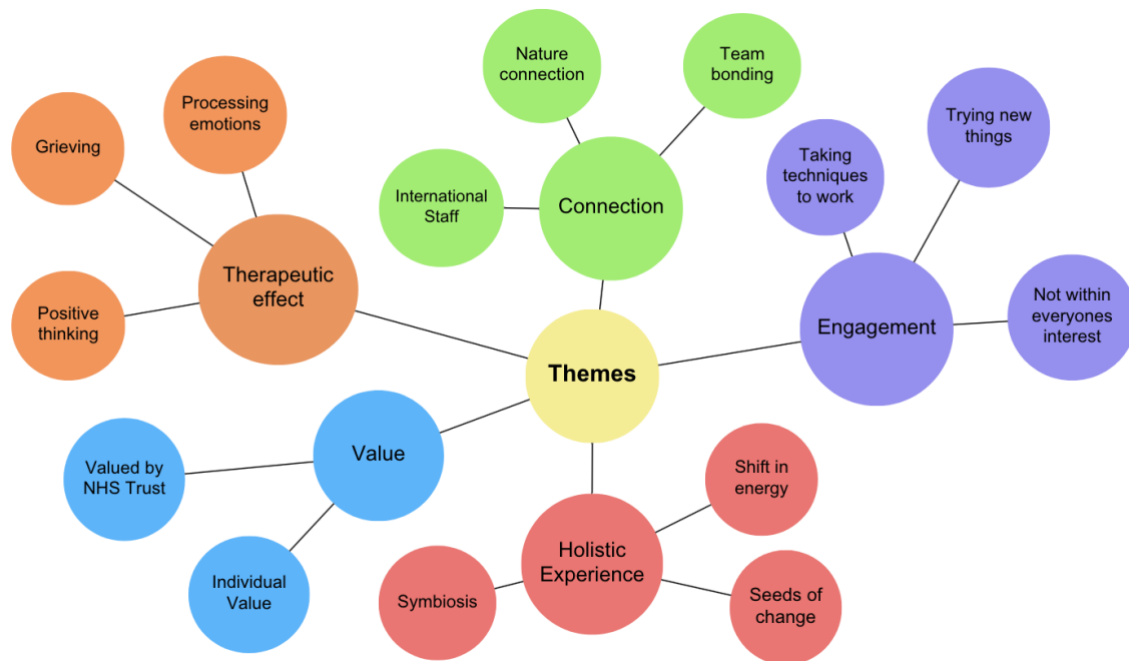 Nature
connection
Team
bonding
Processing
emotions
Grieving
Trying new
things
Taking
techniques
to work
International
Staff
Connection
Therapeutic
effect
Positive
thinking
Engagement
Not within
everyones
interest
Themes
Value
Valued by
NHS Trust
Shift in
energy
Holistic
Experience
Individual
Value
Symbiosis
Seeds of
change